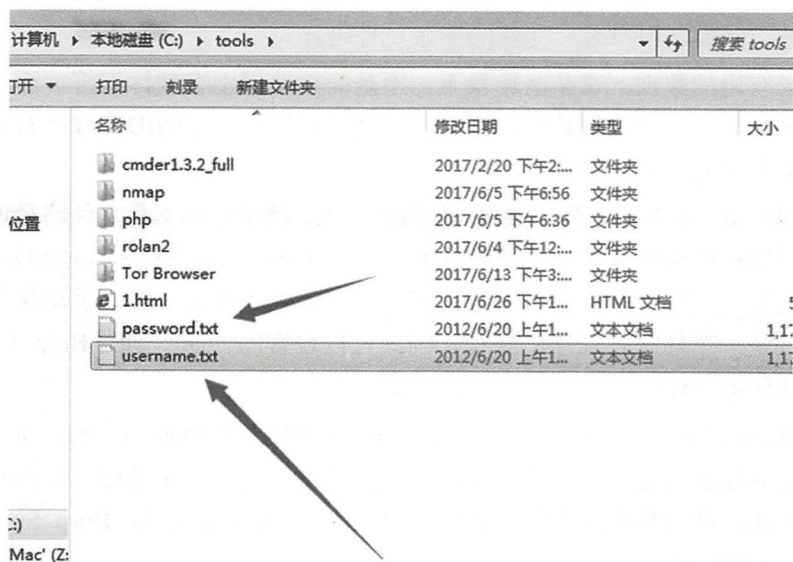 计算机 ▸ 本地磁盘 (C:) ▸ tools ▸ 搜索 tools
打开 ▼ 打印 刻录 新建文件夹
名称 修改日期 类型 大小
cmder1.3.2_full 2017/2/20 下午2:... 文件夹
nmap 2017/6/5 下午6:56 文件夹
位置 php 2017/6/5 下午6:36 文件夹
rolan2 2017/6/4 下午12:... 文件夹
Tor Browser 2017/6/13 下午3:... 文件夹
1.html 2017/6/26 下午1... HTML 文档 5
password.txt 2012/6/20 上午1... 文本文档 1,17
username.txt 2012/6/20 上午1... 文本文档 1,17
C:)
Mac' (Z: